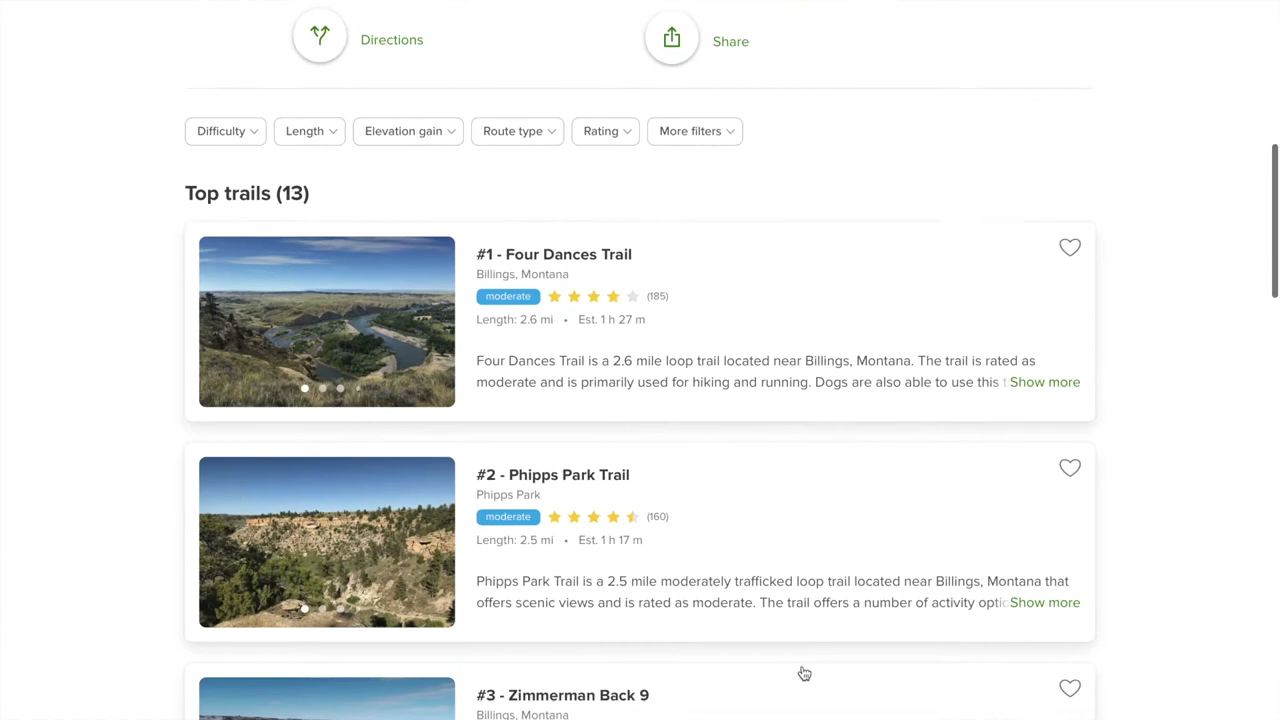 Directions
Share
Difficulty
Length
Elevation gain
Route type
Rating
More filters
Top trails (13)
#1 - Four Dances Trail
Billings, Montana
moderate
(185)
Length: 2.6 mi • Est. 1 h 27 m
Four Dances Trail is a 2.6 mile loop trail located near Billings, Montana. The trail is rated as
moderate and is primarily used for hiking and running. Dogs are also able to use this Show more
#2 - Phipps Park Trail
Phipps Park
moderate
(160)
Length: 2.5 mi • Est. 1 h 17 m
Phipps Park Trail is a 2.5 mile moderately trafficked loop trail located near Billings, Montana that
offers scenic views and is rated as moderate. The trail offers a number of activity optio Show more
#3 - Zimmerman Back 9
Billings, Montana